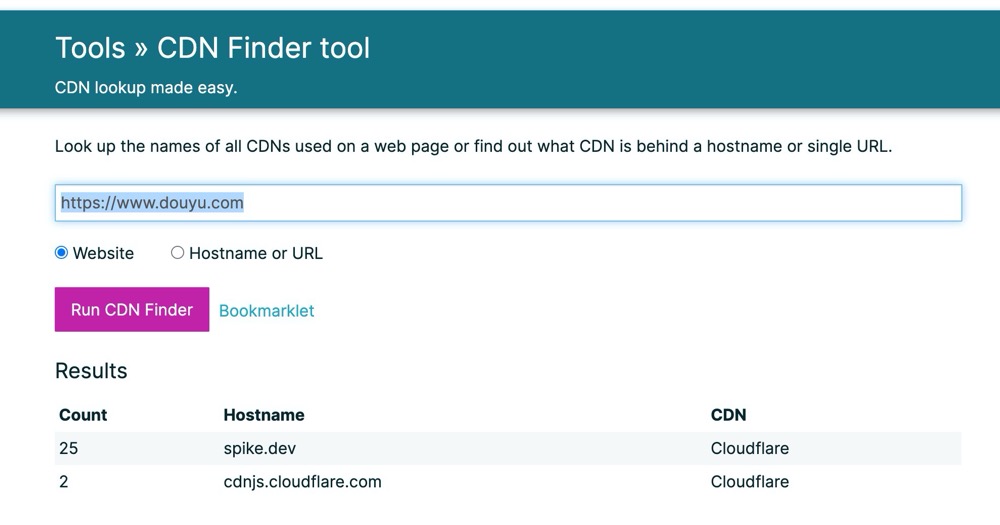 Tools » CDN Finder tool
CDN lookup made easy.
Look up the names of all CDNs used on a web page or find out what CDN is behind a hostname or single URL.
https://www.douyu.com
Website Hostname or URL
Run CDN Finder Bookmarklet
Results
Count Hostname CDN
25 spike.dev Cloudflare
2 cdnjs.cloudflare.com Cloudflare